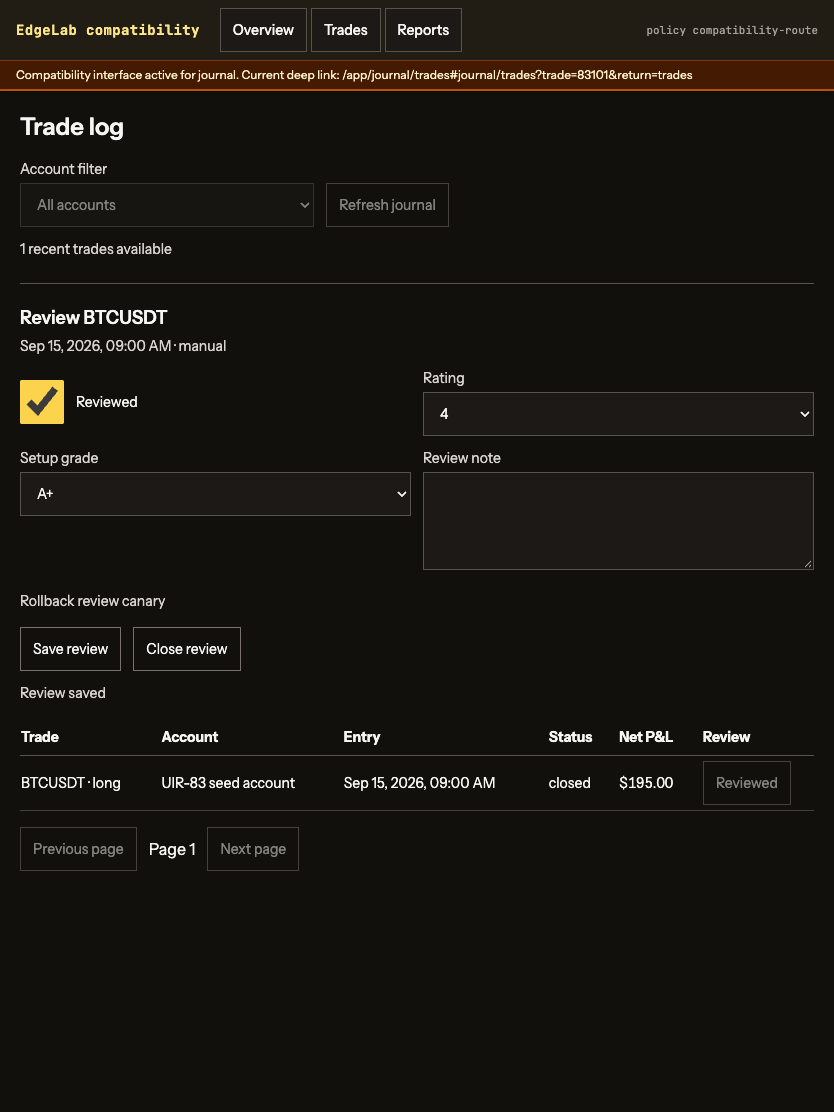 EdgeLab compatibility Overview Trades Reports policy compatibility-route
Compatibility interface active for journal. Current deep link: /app/journal/trades#journal/trades?trade=83101&return=trades
Trade log
Account filter
All accounts Refresh journal
1 recent trades available
Review BTCUSDT
Sep 15, 2026, 09:00 AM · manual
Reviewed
Rating
4
Setup grade
A+
Review note
Rollback review canary
Save review Close review
Review saved
Trade Account Entry Status Net P&L Review
BTCUSDT · long UIR-83 seed account Sep 15, 2026, 09:00 AM closed $195.00 Reviewed
Previous page Page 1 Next page